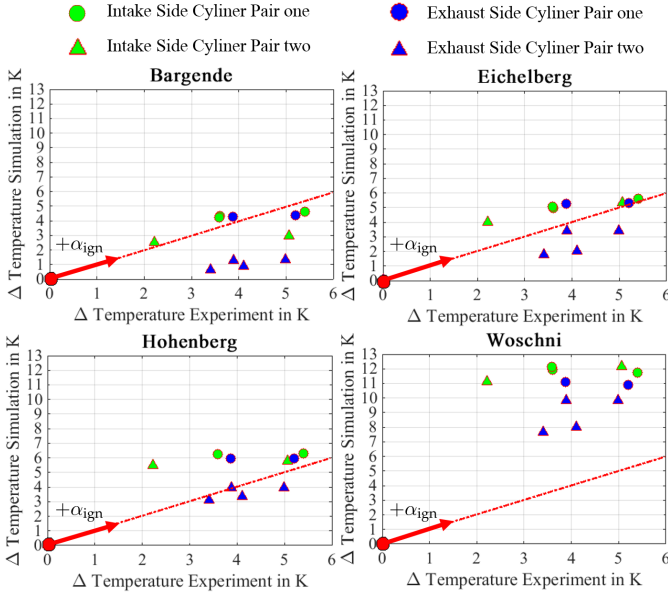 Intake Side Cyliner Pair one
Exhaust Side Cyliner Pair one
Intake Side Cyliner Pair two
Exhaust Side Cyliner Pair two
Bargende
Δ Temperature Simulation in K
13
12
11
10
9
8
7
6
5
4
3
2
1
0
+α_ign
0 1 2 3 4 5 6
Δ Temperature Experiment in K
Eichelberg
Δ Temperature Simulation in K
13
12
11
10
9
8
7
6
5
4
3
2
1
0
+α_ign
0 1 2 3 4 5 6
Δ Temperature Experiment in K
Hohenberg
Δ Temperature Simulation in K
13
12
11
10
9
8
7
6
5
4
3
2
1
0
+α_ign
0 1 2 3 4 5 6
Δ Temperature Experiment in K
Woschni
Δ Temperature Simulation in K
13
12
11
10
9
8
7
6
5
4
3
2
1
0
+α_ign
0 1 2 3 4 5 6
Δ Temperature Experiment in K